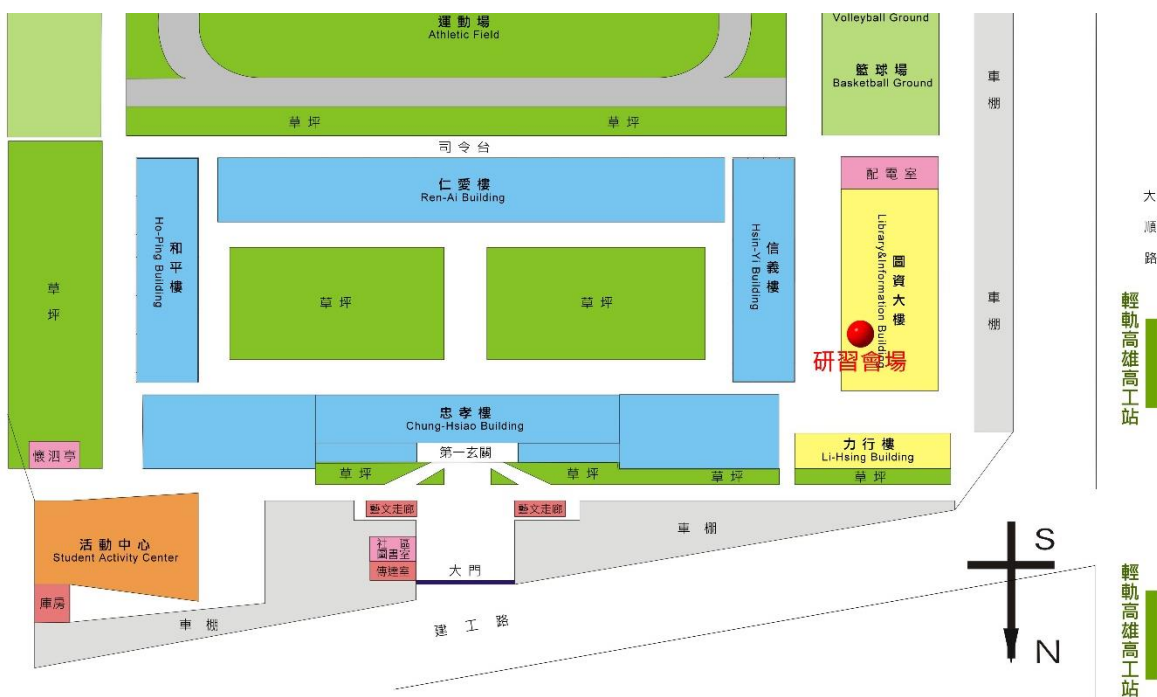 運動場
Athletic Field
Volleyball Ground
籃球場
Basketball Ground
車棚
草坪
草坪
司令台
仁愛樓
Ren-Ai Building
配電室
和平樓
Ho-Ping Building
信義樓
Hsin-Yi Building
圖資大樓
Library&Information Building
大順路
草坪
草坪
草坪
車棚
輕軌高雄高工站
研習會場
忠孝樓
Chung-Hsiao Building
第一玄關
力行樓
Li-Hsing Building
懷泗亭
草坪
草坪
草坪
草坪
藝文走廊
藝文走廊
車棚
活動中心
Student Activity Center
社區
圖書室
傳達室
大門
S
庫房
車棚
建工路
N
輕軌高雄高工站